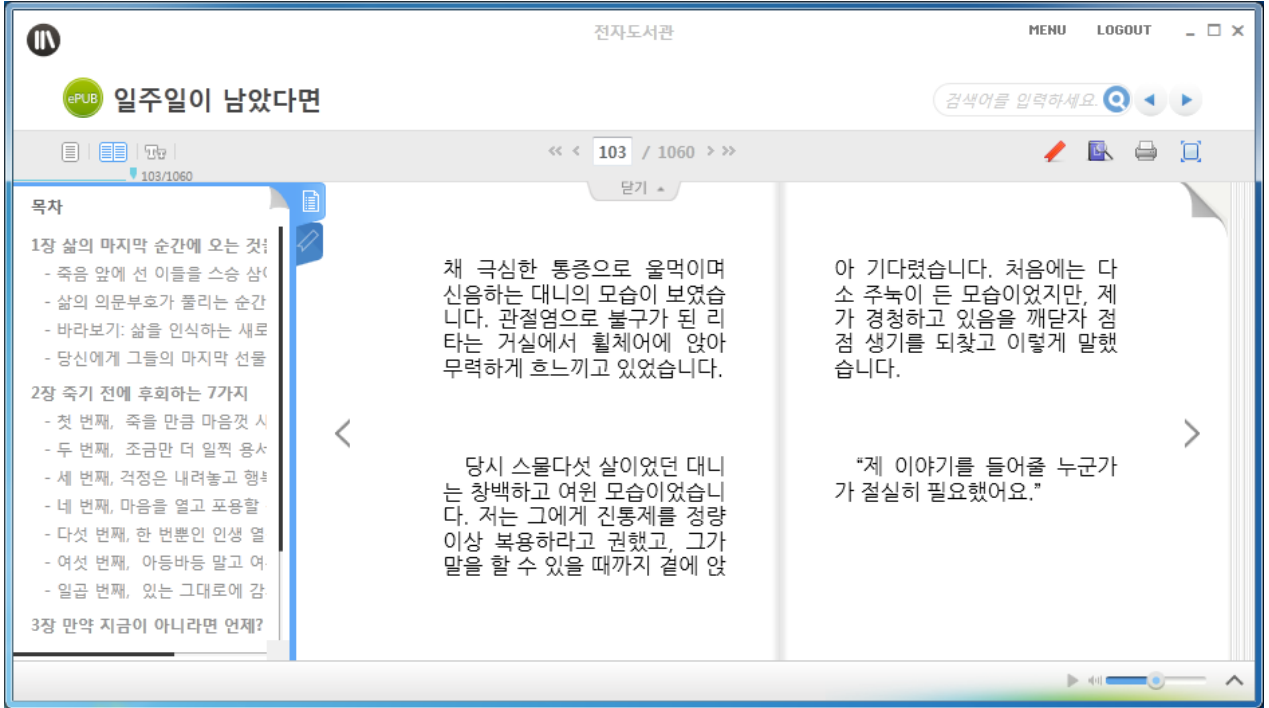 전자도서관
MENU LOGOUT
ePUB 일주일이 남았다면
검색어를 입력하세요.
103 / 1060
103/1060
닫기
목차
1장 삶의 마지막 순간에 오는 것들
- 죽음 앞에 선 이들을 스승 삼
- 삶의 의문부호가 풀리는 순간
- 바라보기: 삶을 인식하는 새로
- 당신에게 그들의 마지막 선물
2장 죽기 전에 후회하는 7가지
- 첫 번째, 죽을 만큼 마음껏
- 두 번째, 조금만 더 일찍
- 세 번째, 걱정은 내려놓고
- 네 번째, 마음을 열고 포용할
- 다섯 번째, 한 번뿐인 인생 열
- 여섯 번째, 아등바등 말고
- 일곱 번째, 있는 그대로에
3장 만약 지금이 아니라면 언제?
채 극심한 통증으로 울먹이며
신음하는 대니의 모습이 보였습
니다. 관절염으로 불구가 된 리
타는 거실에서 휠체어에 앉아
무력하게 흐느끼고 있었습니다.
당시 스물다섯 살이었던 대니
는 창백하고 여윈 모습이었습니
다. 저는 그에게 진통제를 정량
이상 복용하라고 권했고, 그가
말을 할 수 있을 때까지 곁에 앉
아 기다렸습니다. 처음에는 다
소 주눅이 든 모습이었지만, 제
가 경청하고 있음을 깨닫자 점
점 생기를 되찾고 이렇게 말했
습니다.
“제 이야기를 들어줄 누군가
가 절실히 필요했어요.”